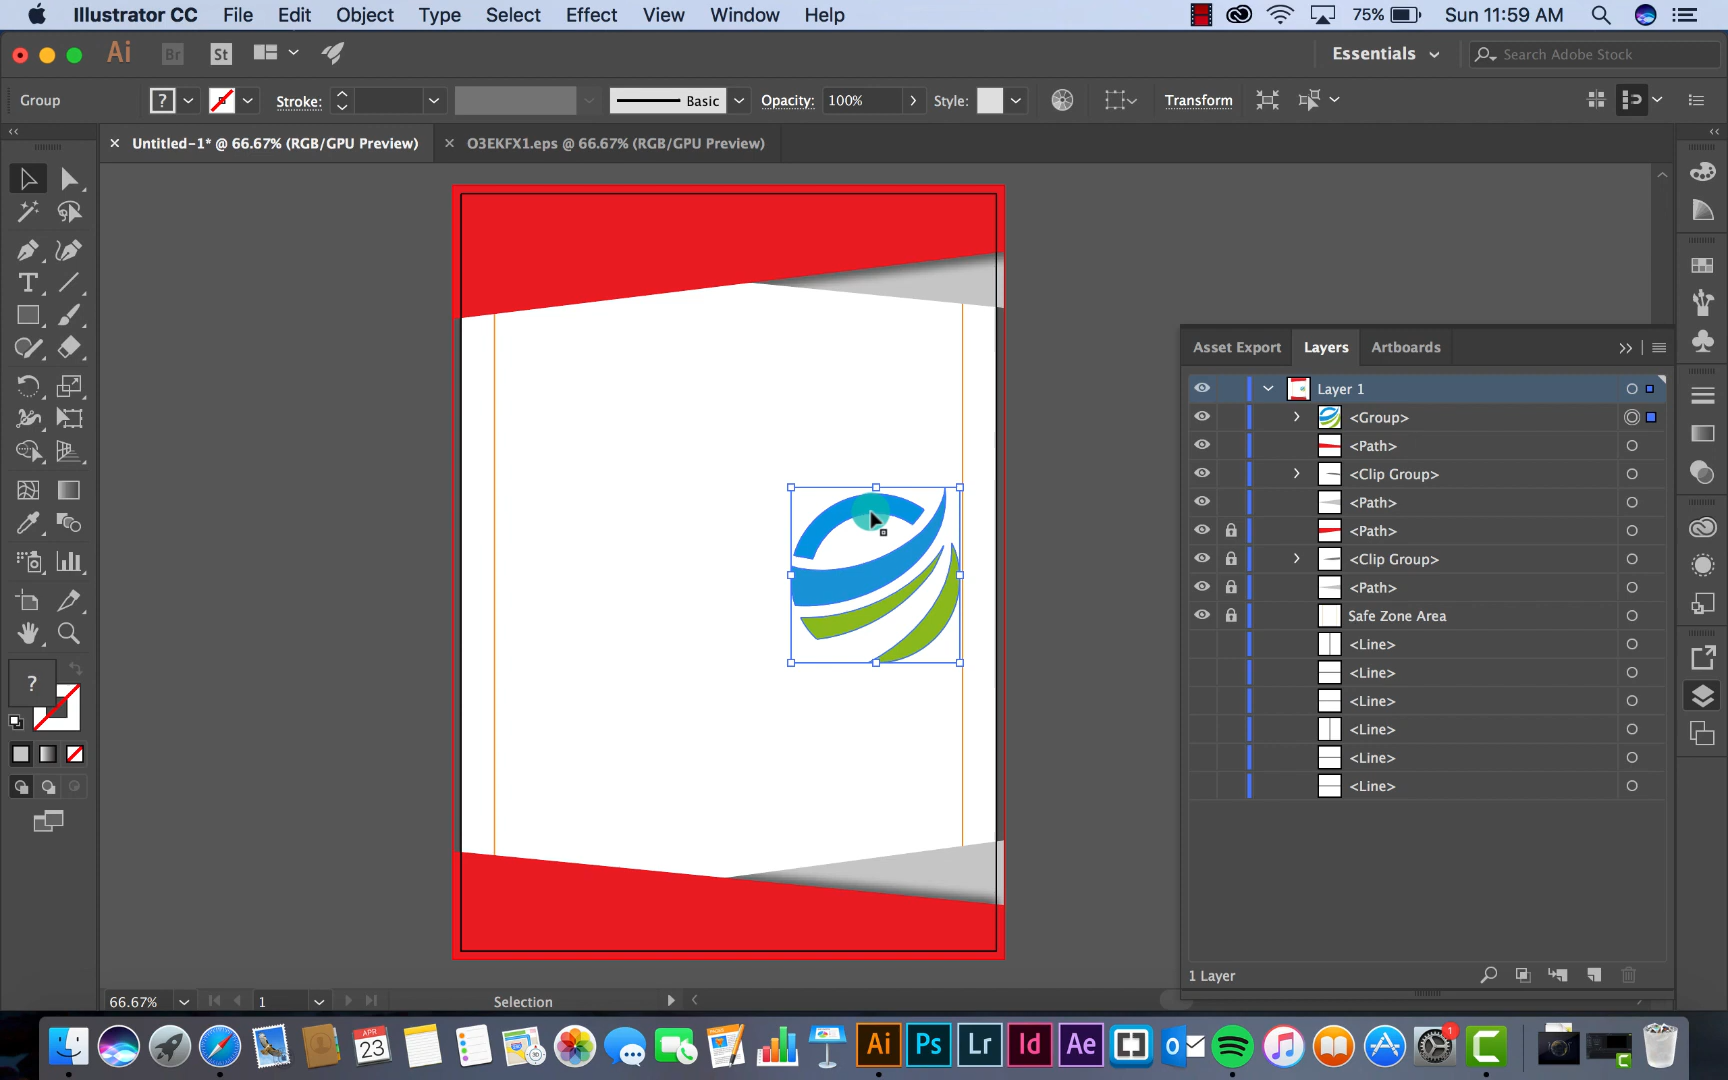 Illustrator CC File Edit Object Type Select Effect View Window Help 75% Sun 11:59 AM
Ai Br St Essentials Search Adobe Stock
Group ? Stroke: Basic Opacity: 100% Style: Transform
× Untitled-1* @ 66.67% (RGB/GPU Preview) × O3EKFX1.eps @ 66.67% (RGB/GPU Preview)
Asset Export Layers Artboards
Layer 1
<Group>
<Path>
<Clip Group>
<Path>
<Path>
<Clip Group>
<Path>
Safe Zone Area
<Line>
<Line>
<Line>
<Line>
<Line>
<Line>
?
1 Layer
66.67% 1 Selection
APR
23
Ai Ps Lr Id Ae
1